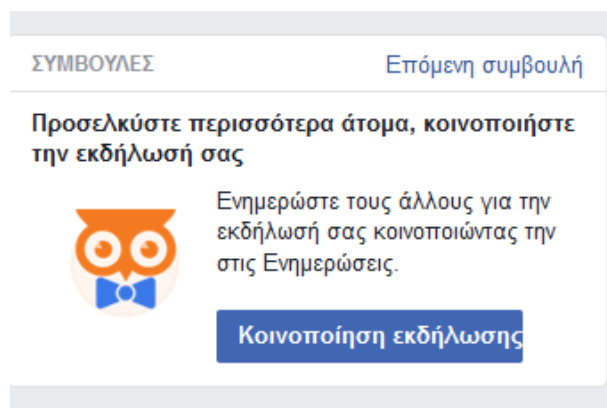 ΣΥΜΒΟΥΛΕΣ Επόμενη συμβουλή
Προσελκύστε περισσότερα άτομα, κοινοποιήστε
την εκδήλωσή σας
Ενημερώστε τους άλλους για την
εκδήλωσή σας κοινοποιώντας την
στις Ενημερώσεις.
Κοινοποίηση εκδήλωσης